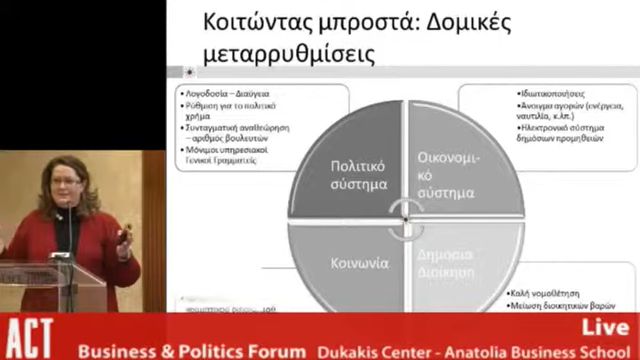 Κοιτώντας μπροστά: Δομικές
μεταρρυθμίσεις
• Λογοδοσία – Διαύγεια
• Ρύθμιση για το πολιτικό
χρήμα
• Συνταγματική αναθεώρηση
– αριθμός βουλευτών
• Μόνιμοι υπηρεσιακοί
Γενικοί Γραμματείς
• Ιδιωτικοποιήσεις
• Άνοιγμα αγορών (ενέργεια,
ναυτιλία, κ.λπ.)
• Ηλεκτρονικό σύστημα
δημόσιων προμηθειών
Πολιτικό
σύστημα
Οικονομι-
κό
σύστημα
Κοινωνία
Δημόσια
Διοίκηση
• Καλή νομοθέτηση
• Μείωση διοικητικών βαρών
Live
ACT
Business & Politics Forum Dukakis Center - Anatolia Business School